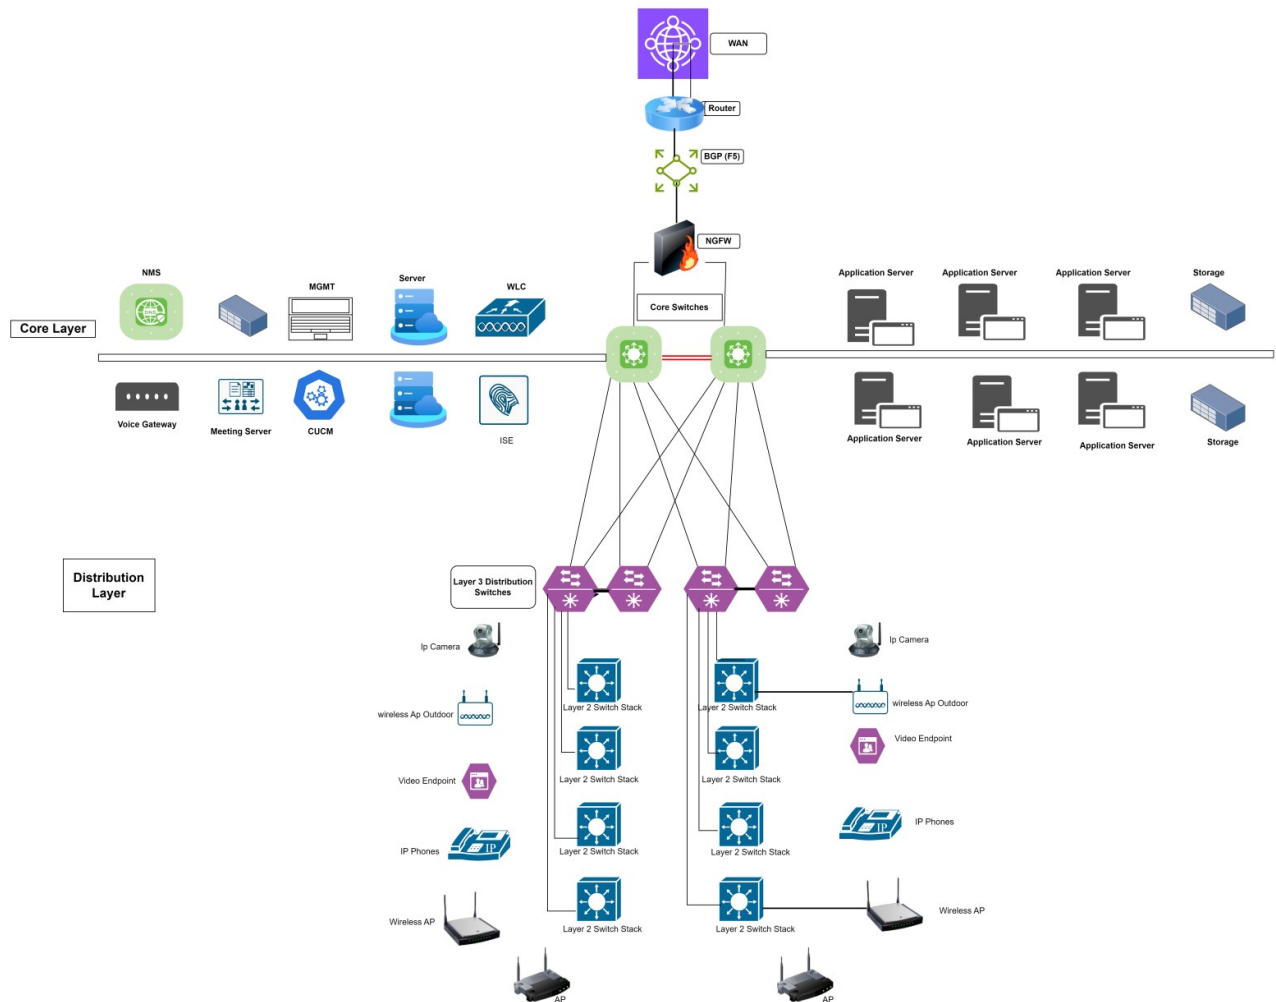 WAN
Router
BGP (F5)
NGFW
NMS
MGMT
Server
WLC
Application Server
Application Server
Application Server
Storage
Core Switches
Core Layer
DNS
Voice Gateway
Meeting Server
CUCM
ISE
Application Server
Application Server
Application Server
Storage
Distribution
Layer
Layer 3 Distribution
Switches
Ip Camera
Ip Camera
Layer 2 Switch Stack
Layer 2 Switch Stack
wireless Ap Outdoor
wireless Ap Outdoor
Video Endpoint
Video Endpoint
Layer 2 Switch Stack
Layer 2 Switch Stack
IP Phones
IP
IP Phones
IP
Layer 2 Switch Stack
Layer 2 Switch Stack
Wireless AP
Wireless AP
Layer 2 Switch Stack
Layer 2 Switch Stack
AP
AP